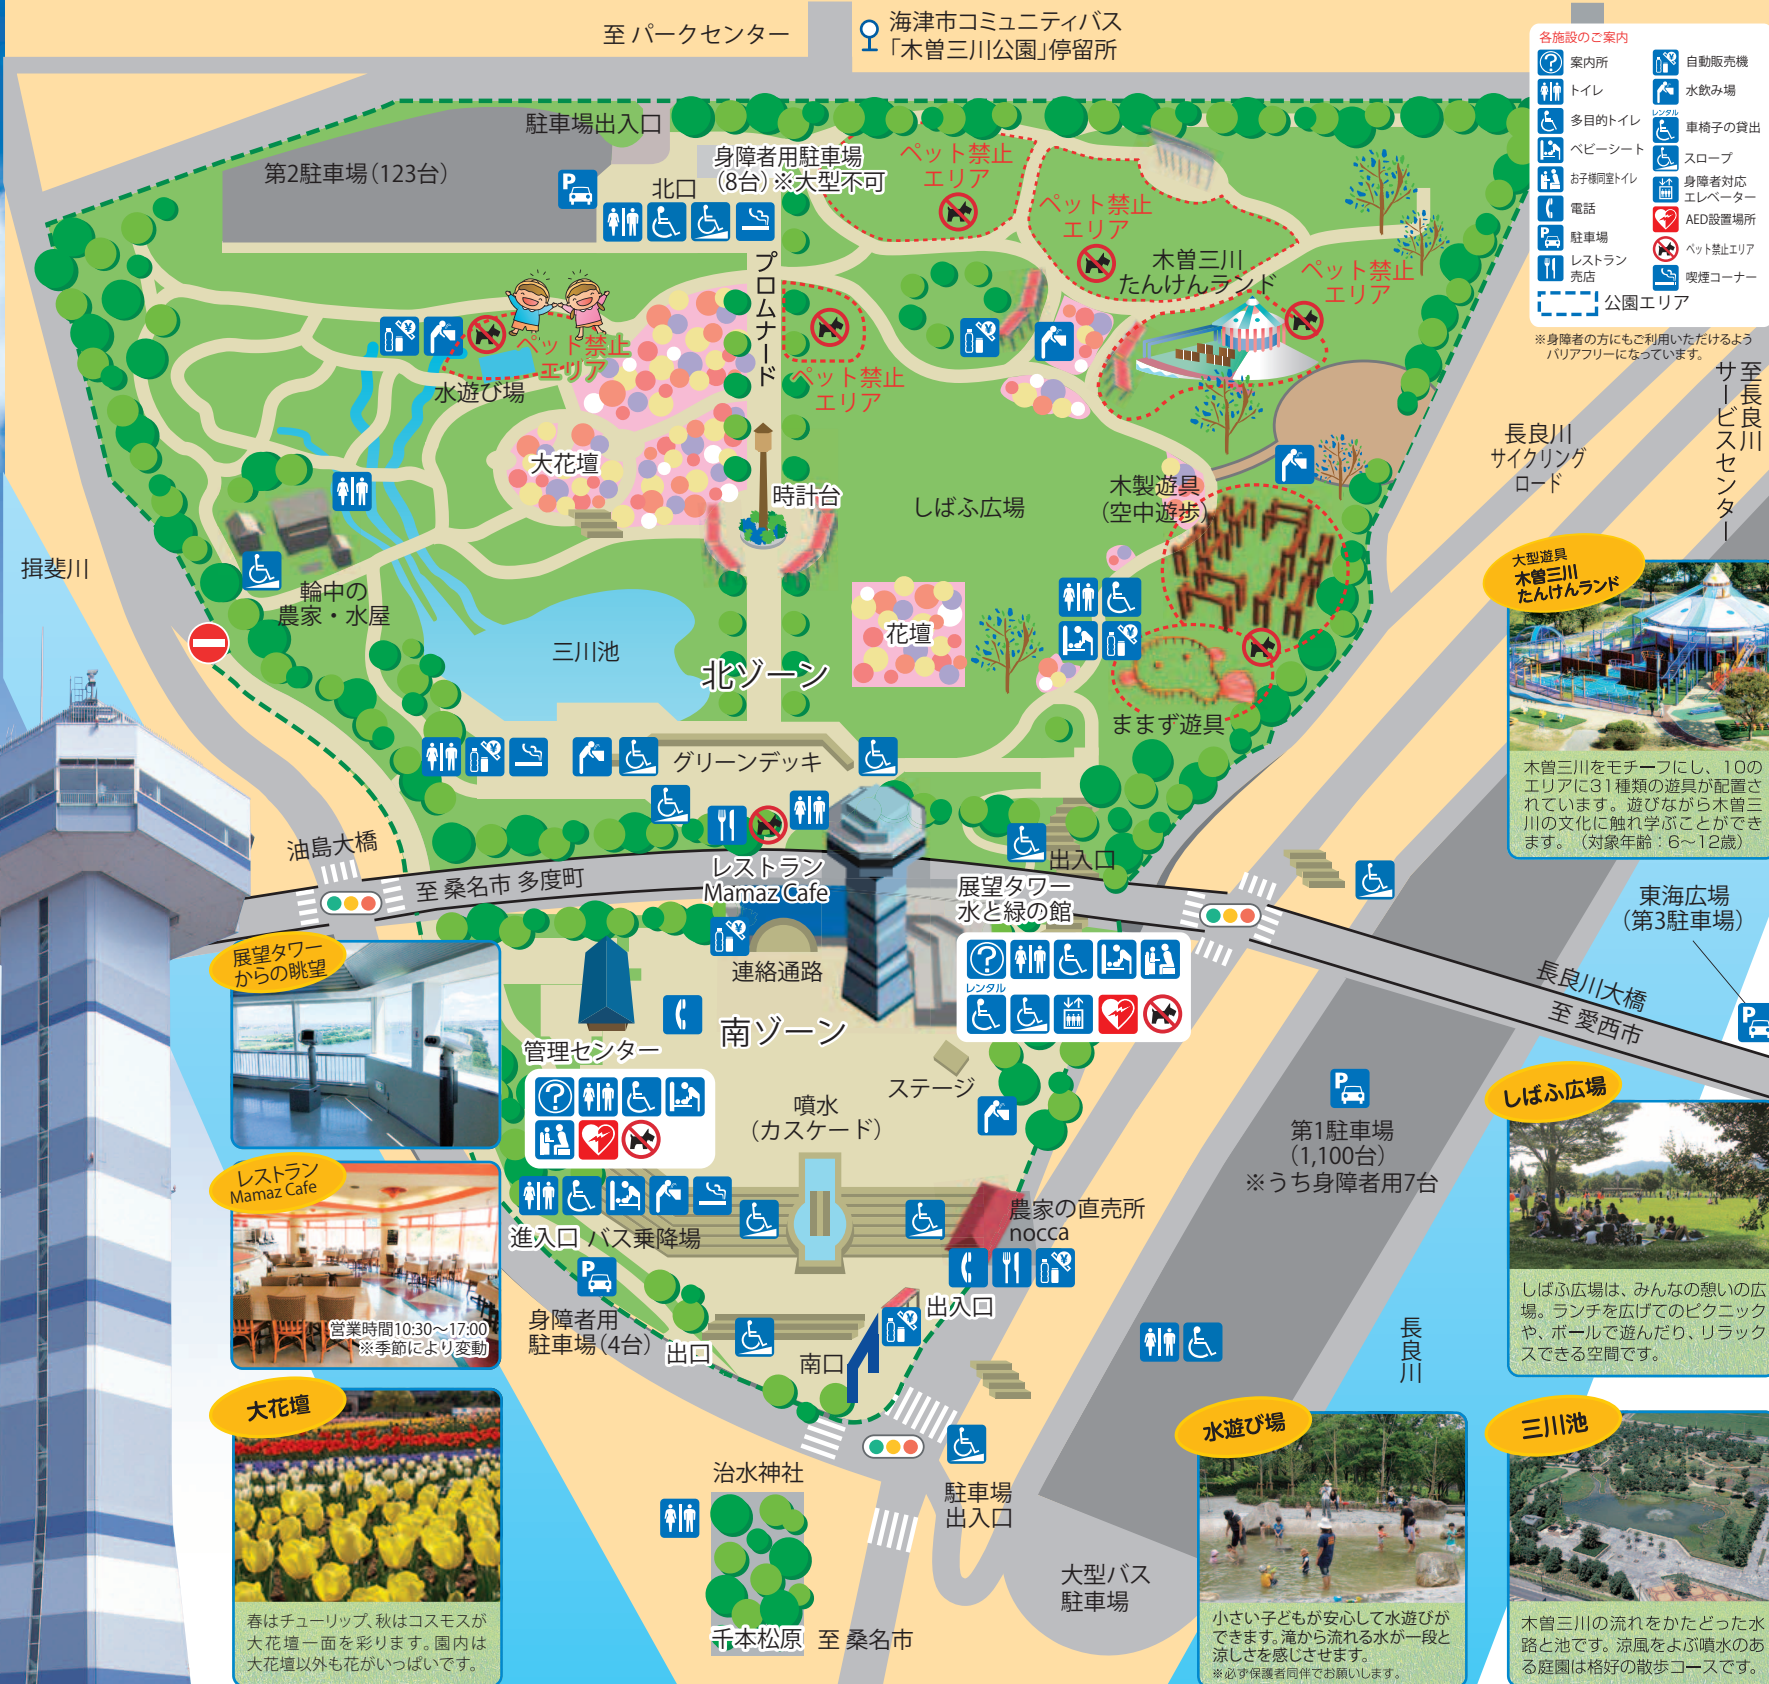 至 パークセンター
海津市コミュニティバス
「木曽三川公園」停留所
各施設のご案内
案内所
トイレ
多目的トイレ
ベビーシート
お子様同室トイレ
電話
駐車場
レストラン
売店
自動販売機
水飲み場
レンタル
車椅子の貸出
スロープ
身障者対応
エレベーター
AED設置場所
ペット禁止エリア
喫煙コーナー
公園エリア
※身障者の方にもご利用いただけるよう
バリアフリーになっています。
駐車場出入口
第2駐車場(123台)
身障者用駐車場
(8台)※大型不可
北口
ペット禁止
エリア
ペット禁止
エリア
木曽三川
たんけんランド
ペット禁止
エリア
プロムナード
ペット禁止
エリア
水遊び場
ペット禁止
エリア
至長良川
サービスセンター
長良川
サイクリング
ロード
大花壇
時計台
しばふ広場
木製遊具
(空中遊歩)
揖斐川
輪中の
農家・水屋
三川池
花壇
北ゾーン
ままず遊具
グリーンデッキ
大型遊具
木曽三川
たんけんランド
木曽三川をモチーフにし、10の
エリアに31種類の遊具が配置さ
れています。遊びながら木曽三
川の文化に触れ学ぶことができ
ます。(対象年齢:6〜12歳)
油島大橋
至 桑名市 多度町
レストラン
Mamaz Cafe
出入口
展望タワー
水と緑の館
レンタル
東海広場
(第3駐車場)
長良川大橋
至 愛西市
展望タワー
からの眺望
連絡通路
南ゾーン
管理センター
ステージ
噴水
(カスケード)
第1駐車場
(1,100台)
※うち身障者用7台
しばふ広場
しばふ広場は、みんなの憩いの広
場。ランチを広げてのピクニック
や、ボールで遊んだり、リラック
スできる空間です。
レストラン
Mamaz Cafe
営業時間10:30〜17:00
※季節により変動
進入口
バス乗降場
農家の直売所
nocca
身障者用
駐車場(4台)
出口
南口
出入口
長良川
大花壇
春はチューリップ、秋はコスモスが
大花壇一面を彩ります。園内は
大花壇以外も花がいっぱいです。
治水神社
千本松原
至 桑名市
駐車場
出入口
大型バス
駐車場
水遊び場
小さい子どもが安心して水遊びが
できます。滝から流れる水が一段と
涼しさを感じさせます。
※必ず保護者同伴でお願いします。
三川池
木曽三川の流れをかたどった水
路と池です。涼風をよぶ噴水のあ
る庭園は格好の散歩コースです。